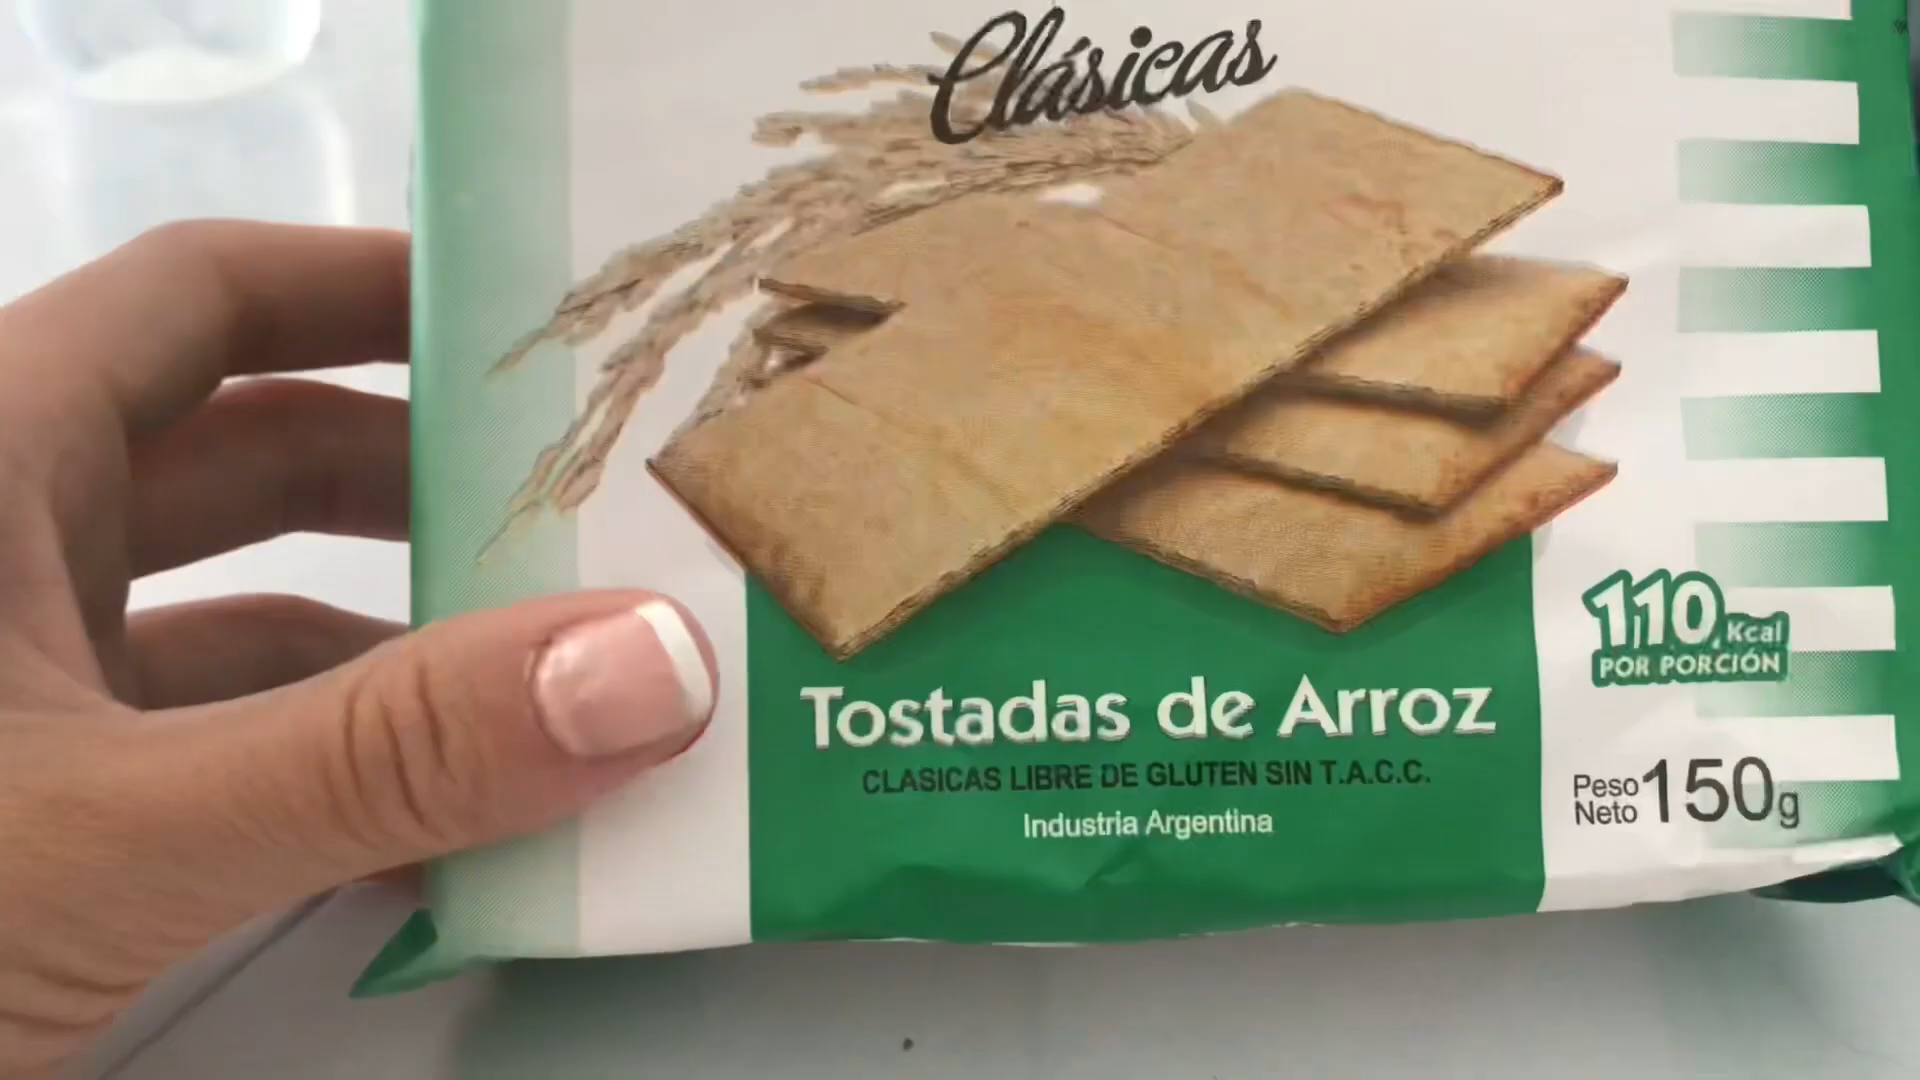 Clásicas
110 Kcal
POR PORCIÓN
Tostadas de Arroz
CLASICAS LIBRE DE GLUTEN SIN T.A.C.C.
Industria Argentina
Peso Neto 150g